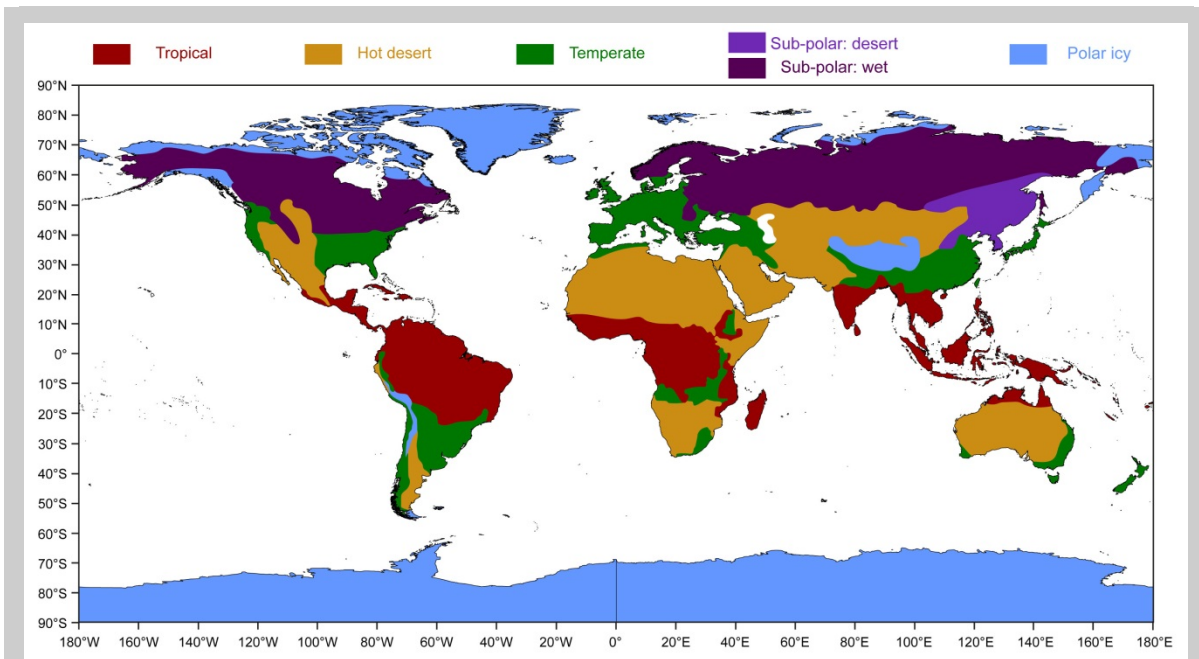 Tropical
Hot desert
Temperate
Sub-polar: desert
Sub-polar: wet
Polar icy
90°N
80°N
70°N
60°N
50°N
40°N
30°N
20°N
10°N
0°
10°S
20°S
30°S
40°S
50°S
60°S
70°S
80°S
90°S
180°W 160°W 140°W 120°W 100°W 80°W 60°W 40°W 20°W 0° 20°E 40°E 60°E 80°E 100°E 120°E 140°E 160°E 180°E